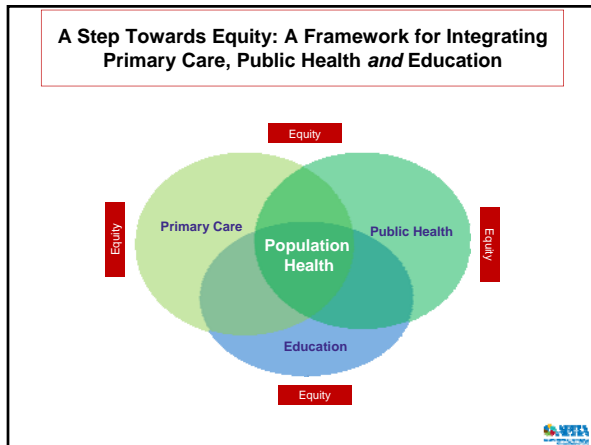 A Step Towards Equity: A Framework for Integrating
Primary Care, Public Health and Education
Equity
Primary Care
Public Health
Equity
Equity
Population
Health
Education
Equity